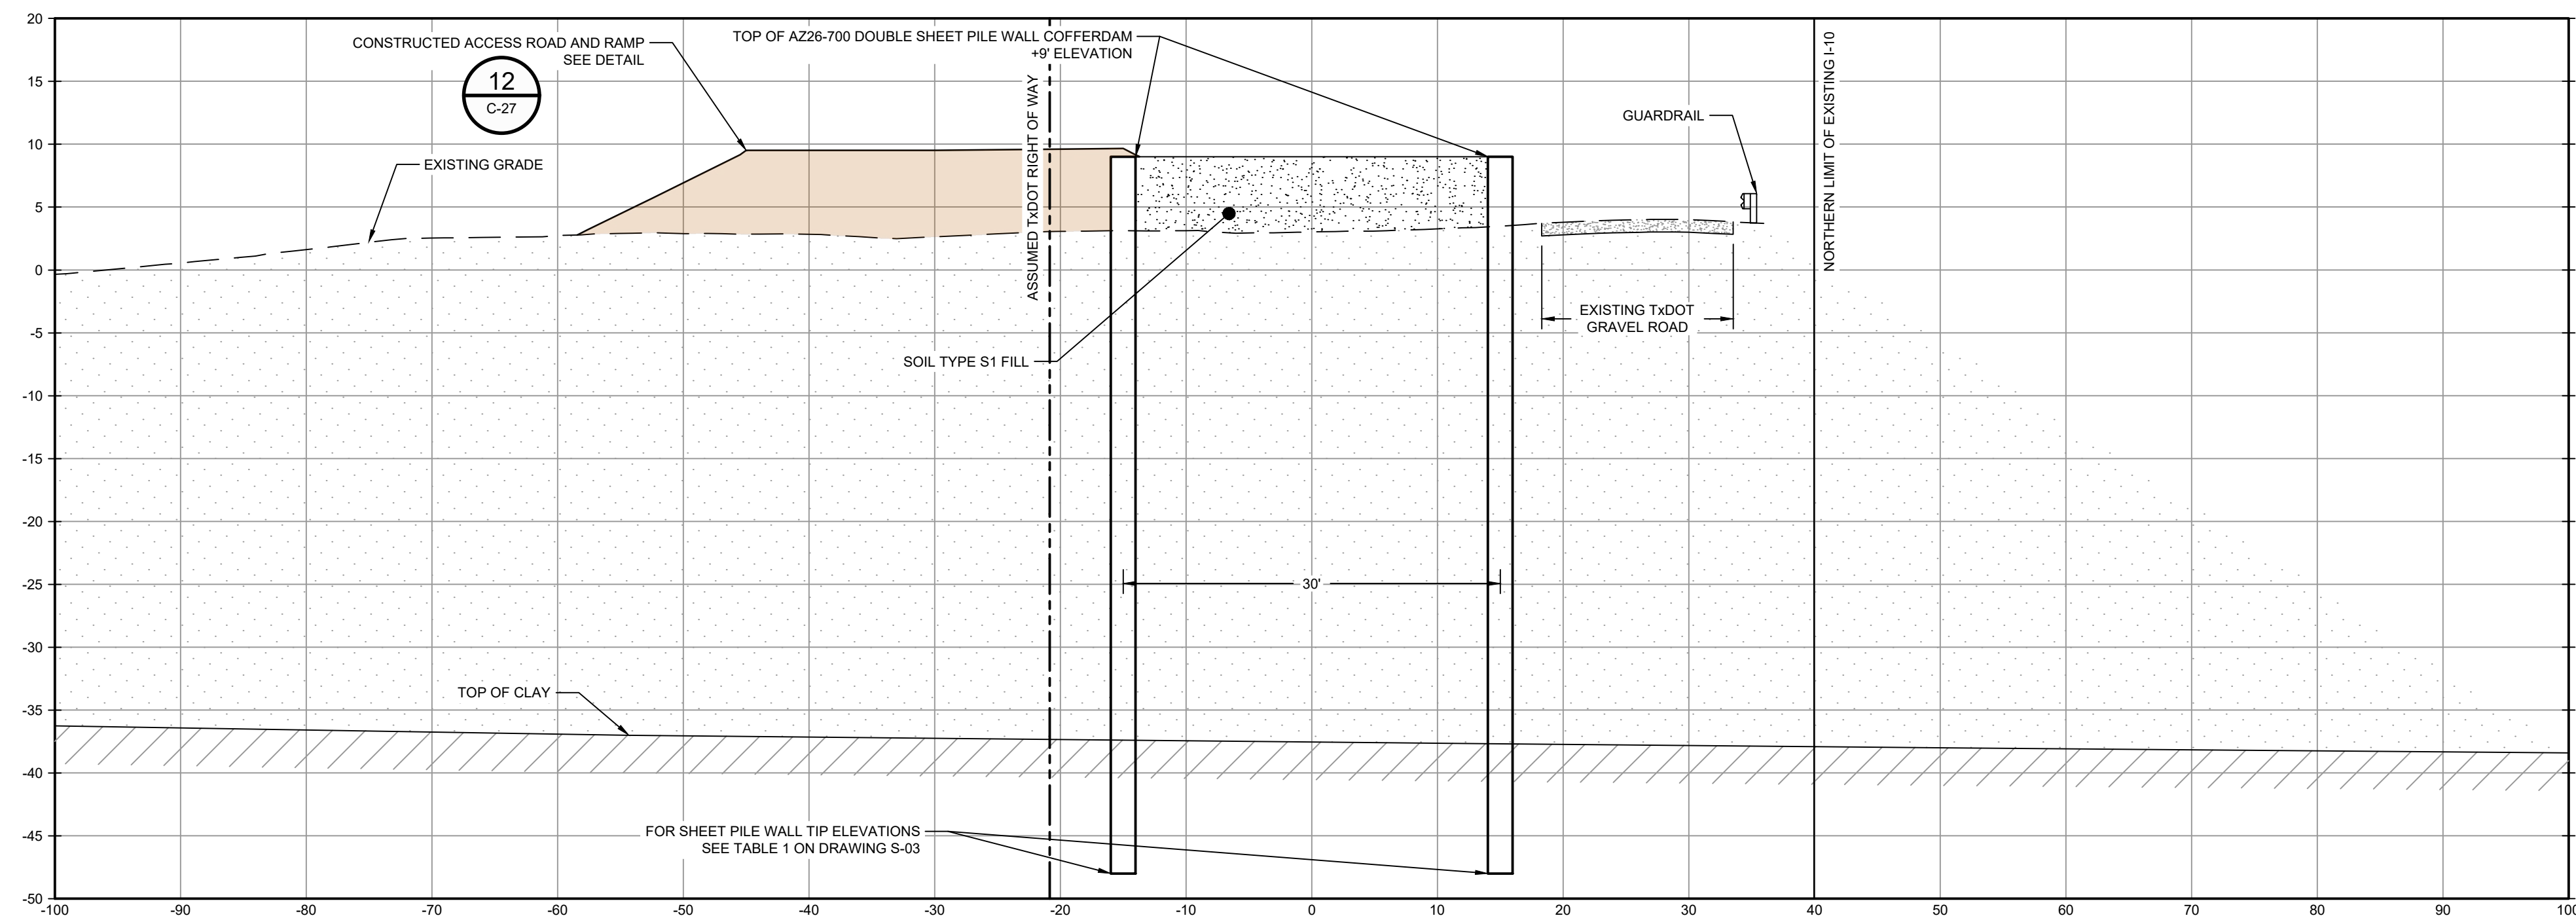 20
15
10
5
0
-5
-10
-15
-20
-25
-30
-35
-40
-45
-50
CONSTRUCTED ACCESS ROAD AND RAMP
SEE DETAIL
12
C-27
EXISTING GRADE
TOP OF AZ26-700 DOUBLE SHEET PILE WALL COFFERDAM
+9' ELEVATION
ASSUMED TxDOT RIGHT OF WAY
GUARDRAIL
NORTHERN LIMIT OF EXISTING I-10
EXISTING TxDOT
GRAVEL ROAD
SOIL TYPE S1 FILL
30'
TOP OF CLAY
FOR SHEET PILE WALL TIP ELEVATIONS
SEE TABLE 1 ON DRAWING S-03
-100 -90 -80 -70 -60 -50 -40 -30 -20 -10 0 10 20 30 40 50 60 70 80 90 100